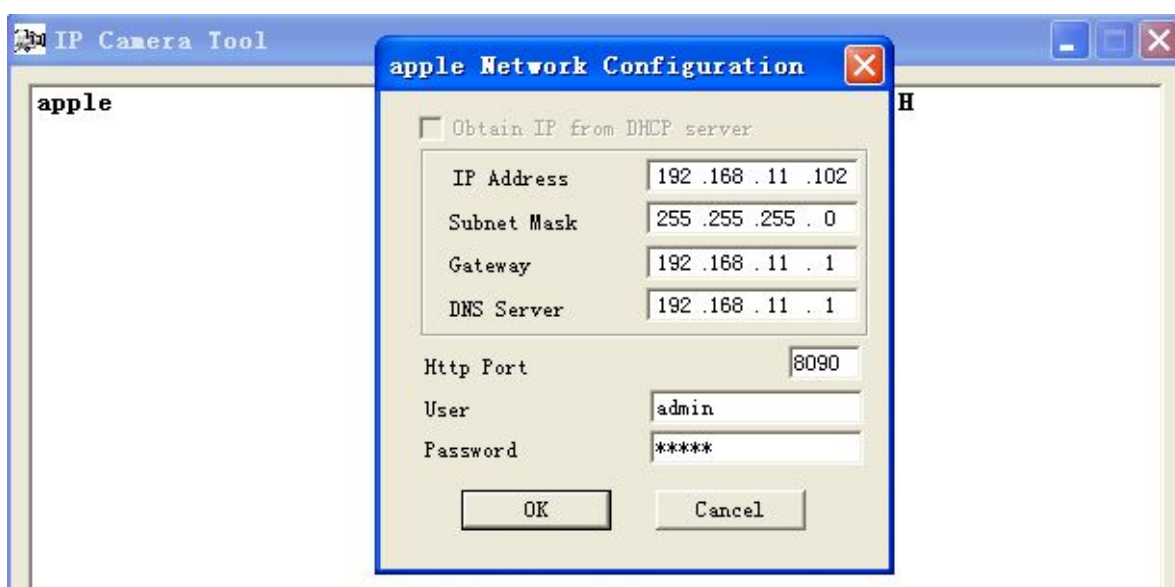 IP Camera Tool
apple Network Configuration
apple
H
Obtain IP from DHCP server
IP Address 192 .168 . 11 .102
Subnet Mask 255 .255 .255 . 0
Gateway 192 .168 . 11 . 1
DNS Server 192 .168 . 11 . 1
Http Port 8090
User admin
Password *****
OK Cancel